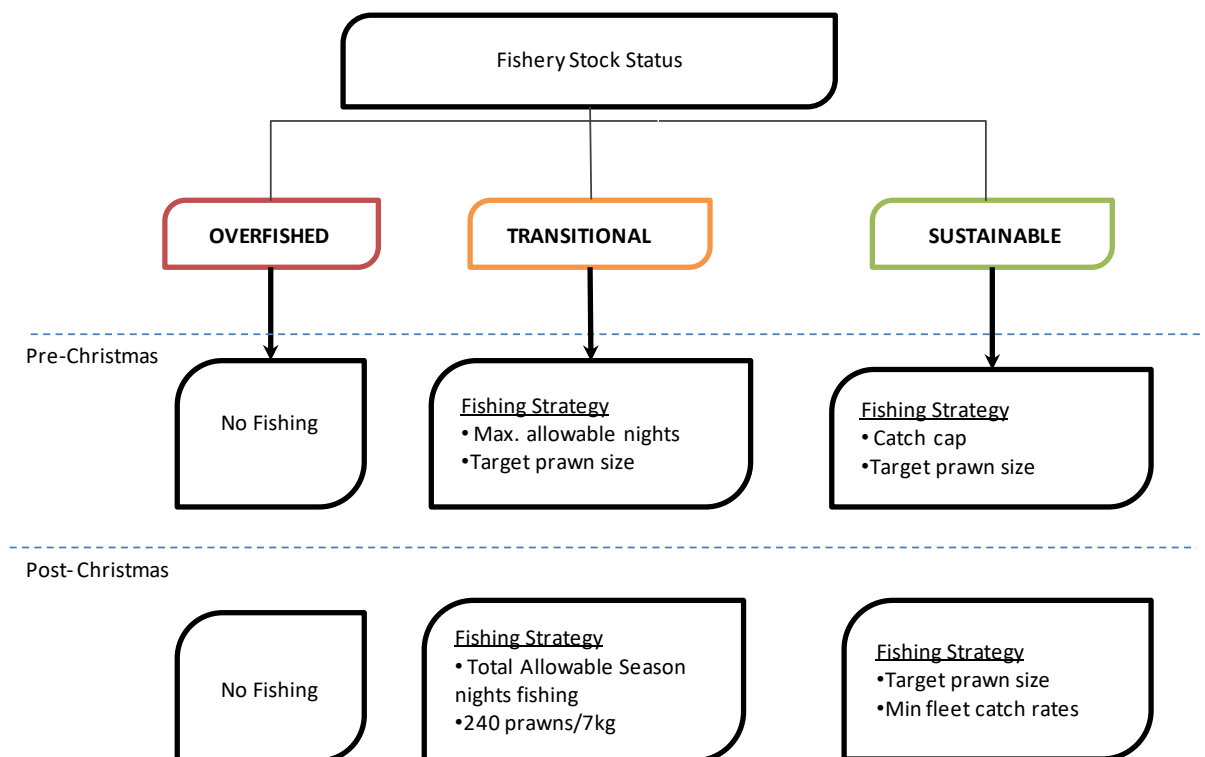 Fishery Stock Status
OVERFISHED
TRANSITIONAL
SUSTAINABLE
Pre-Christmas
No Fishing
Fishing Strategy
• Max. allowable nights
•Target prawn size
Fishing Strategy
• Catch cap
•Target prawn size
Post- Christmas
No Fishing
Fishing Strategy
• Total Allowable Season
nights fishing
•240 prawns/7kg
Fishing Strategy
•Target prawn size
•Min fleet catch rates